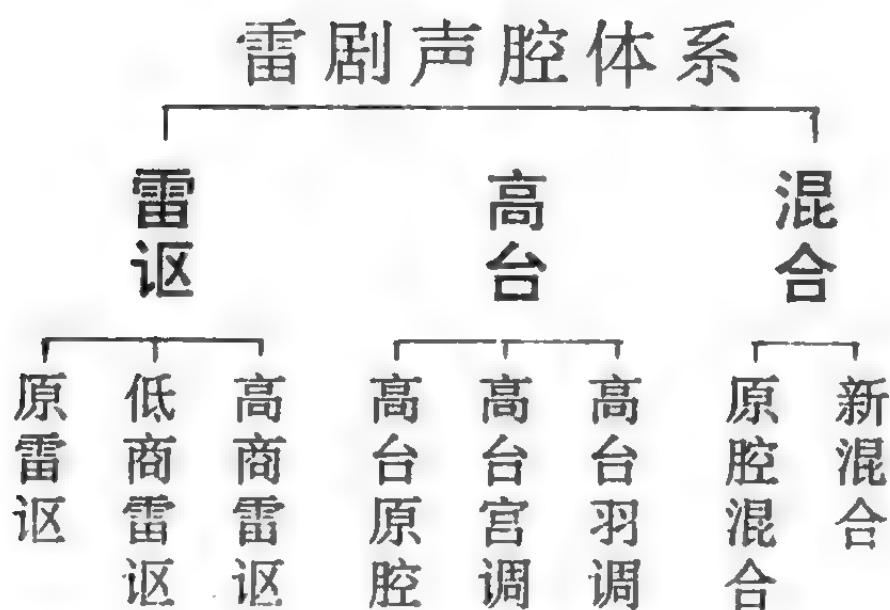 雷剧声腔体系
雷讴
高台
混合
原雷讴
低商雷讴
高商雷讴
高台原腔
高台宫调
高台羽调
原腔混合
新混合